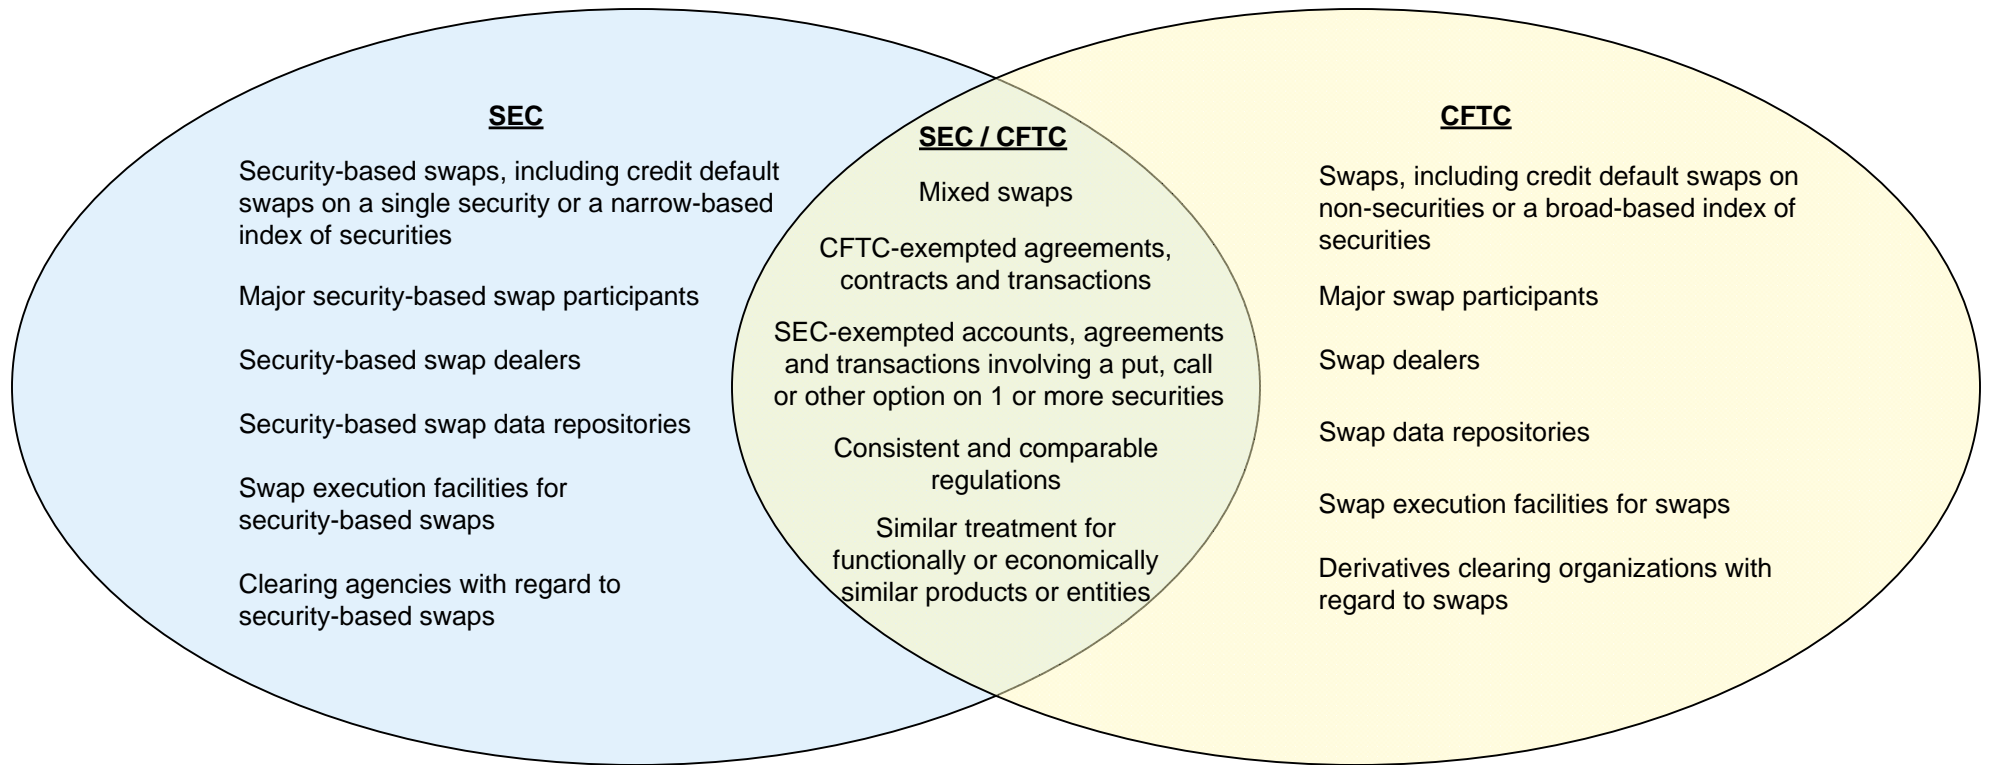 SEC
Security-based swaps, including credit default
swaps on a single security or a narrow-based
index of securities
Major security-based swap participants
Security-based swap dealers
Security-based swap data repositories
Swap execution facilities for
security-based swaps
Clearing agencies with regard to
security-based swaps
SEC / CFTC
Mixed swaps
CFTC-exempted agreements,
contracts and transactions
SEC-exempted accounts, agreements
and transactions involving a put, call
or other option on 1 or more securities
Consistent and comparable
regulations
Similar treatment for
functionally or economically
similar products or entities
CFTC
Swaps, including credit default swaps on
non-securities or a broad-based index of
securities
Major swap participants
Swap dealers
Swap data repositories
Swap execution facilities for swaps
Derivatives clearing organizations with
regard to swaps